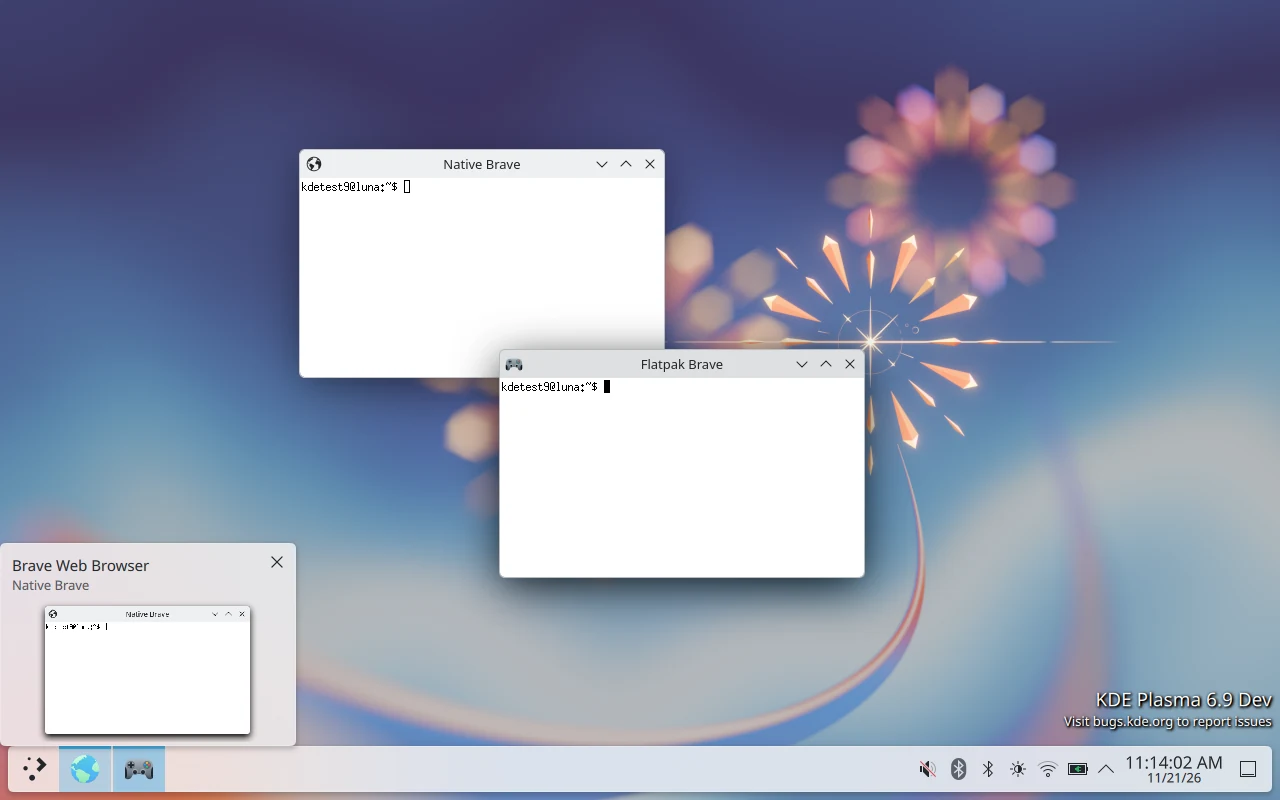 Native Brave
kdetest9@luna:~$
Flatpak Brave
kdetest9@luna:~$
Brave Web Browser
Native Brave
Native Brave
KDE Plasma 6.9 Dev
Visit bugs.kde.org to report issues
11:14:02 AM
11/21/26